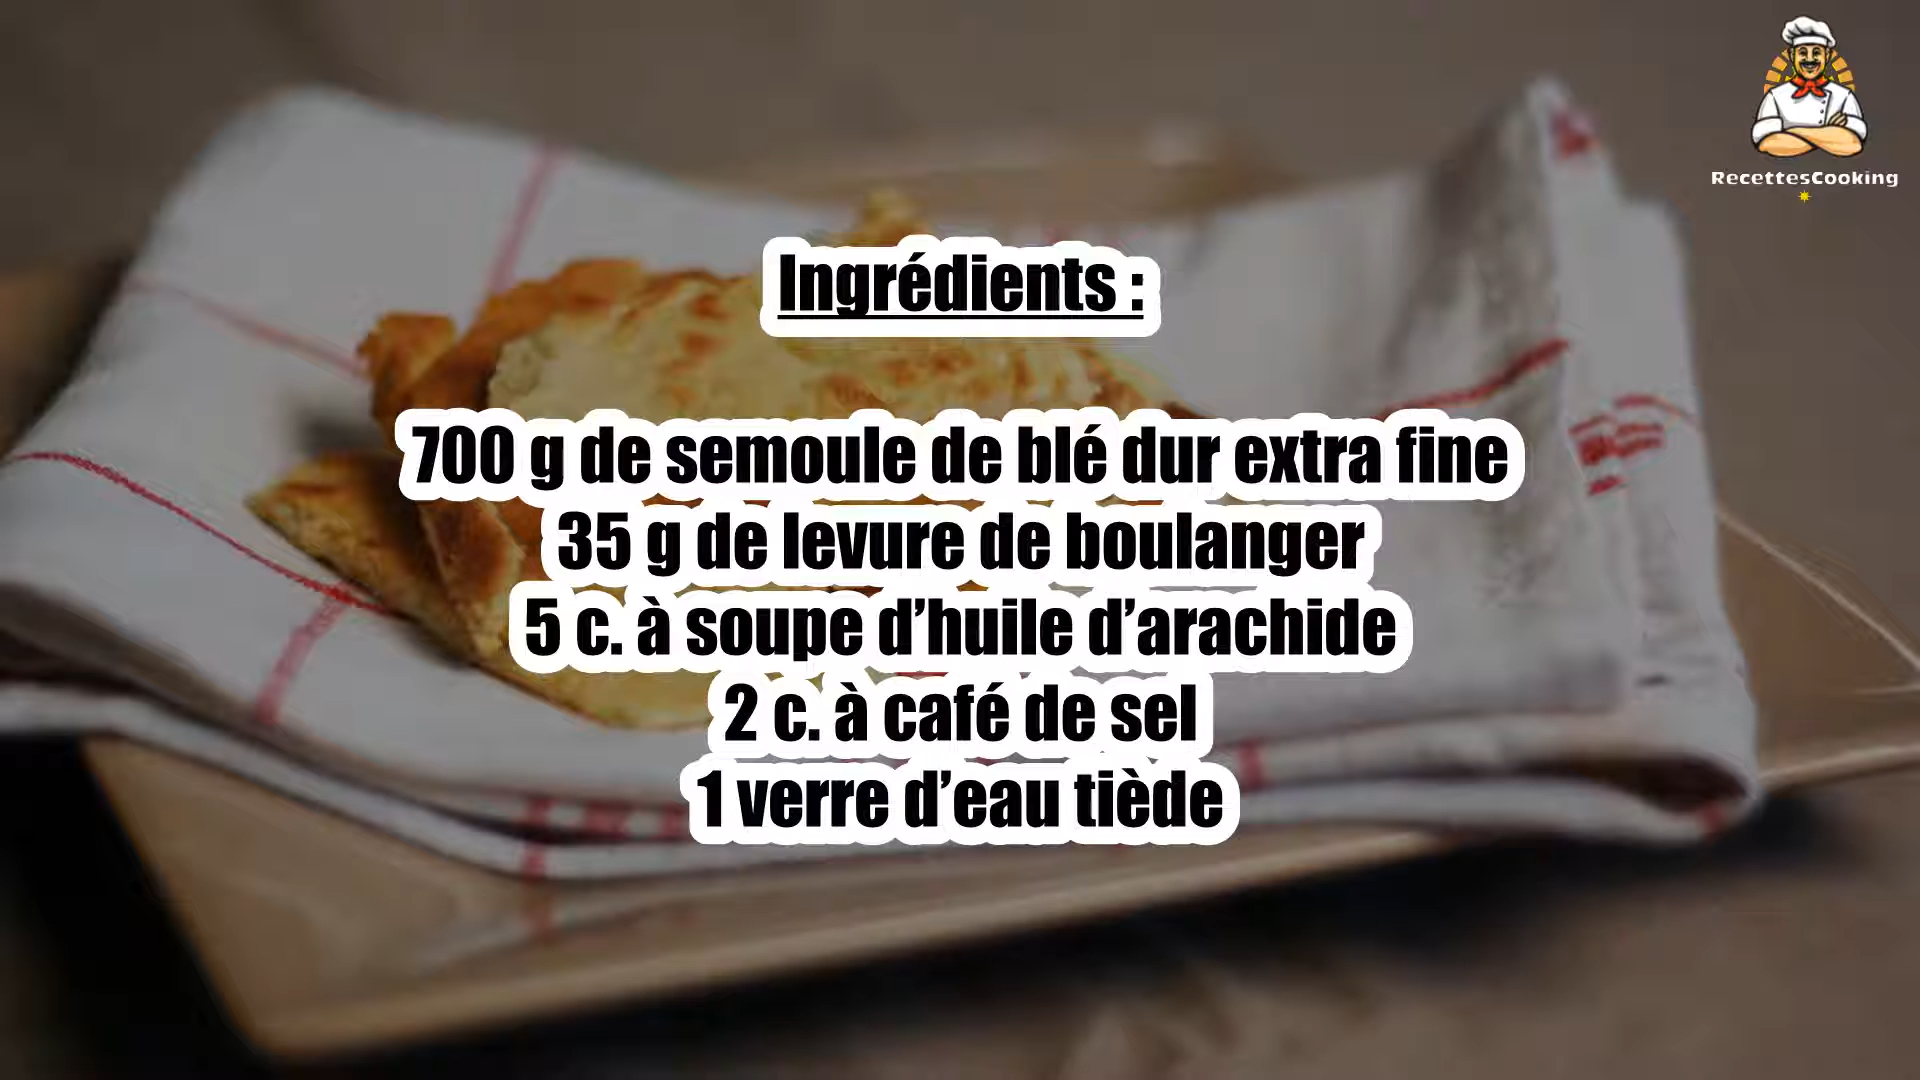 RecettesCooking
Ingrédients :
700 g de semoule de blé dur extra fine
35 g de levure de boulanger
5 c. à soupe d’huile d’arachide
2 c. à café de sel
1 verre d’eau tiède